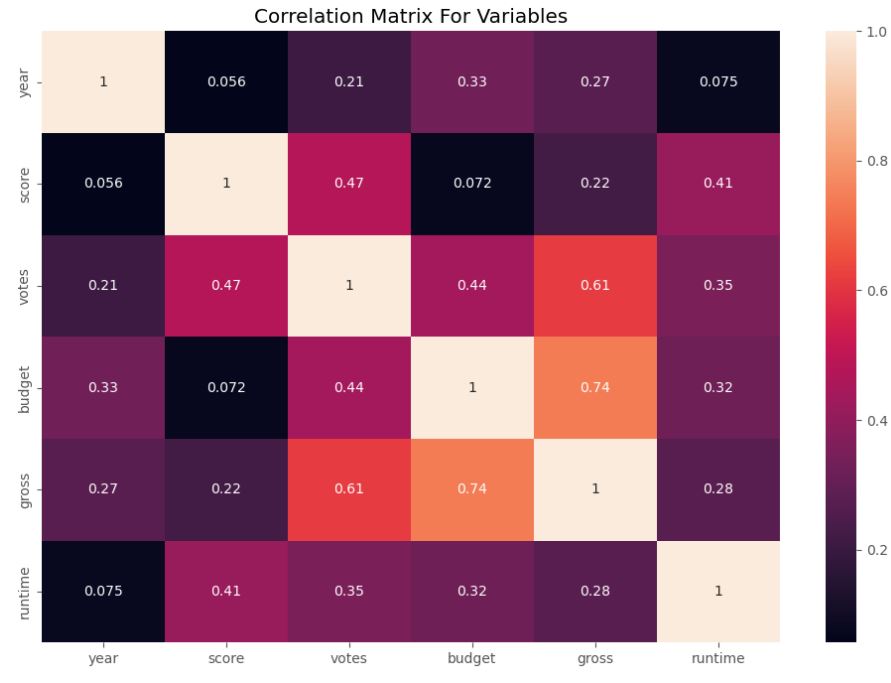 Correlation Matrix For Variables
year 1 0.056 0.21 0.33 0.27 0.075
score 0.056 1 0.47 0.072 0.22 0.41
votes 0.21 0.47 1 0.44 0.61 0.35
budget 0.33 0.072 0.44 1 0.74 0.32
gross 0.27 0.22 0.61 0.74 1 0.28
runtime 0.075 0.41 0.35 0.32 0.28 1
year score votes budget gross runtime
1.0
0.8
0.6
0.4
0.2